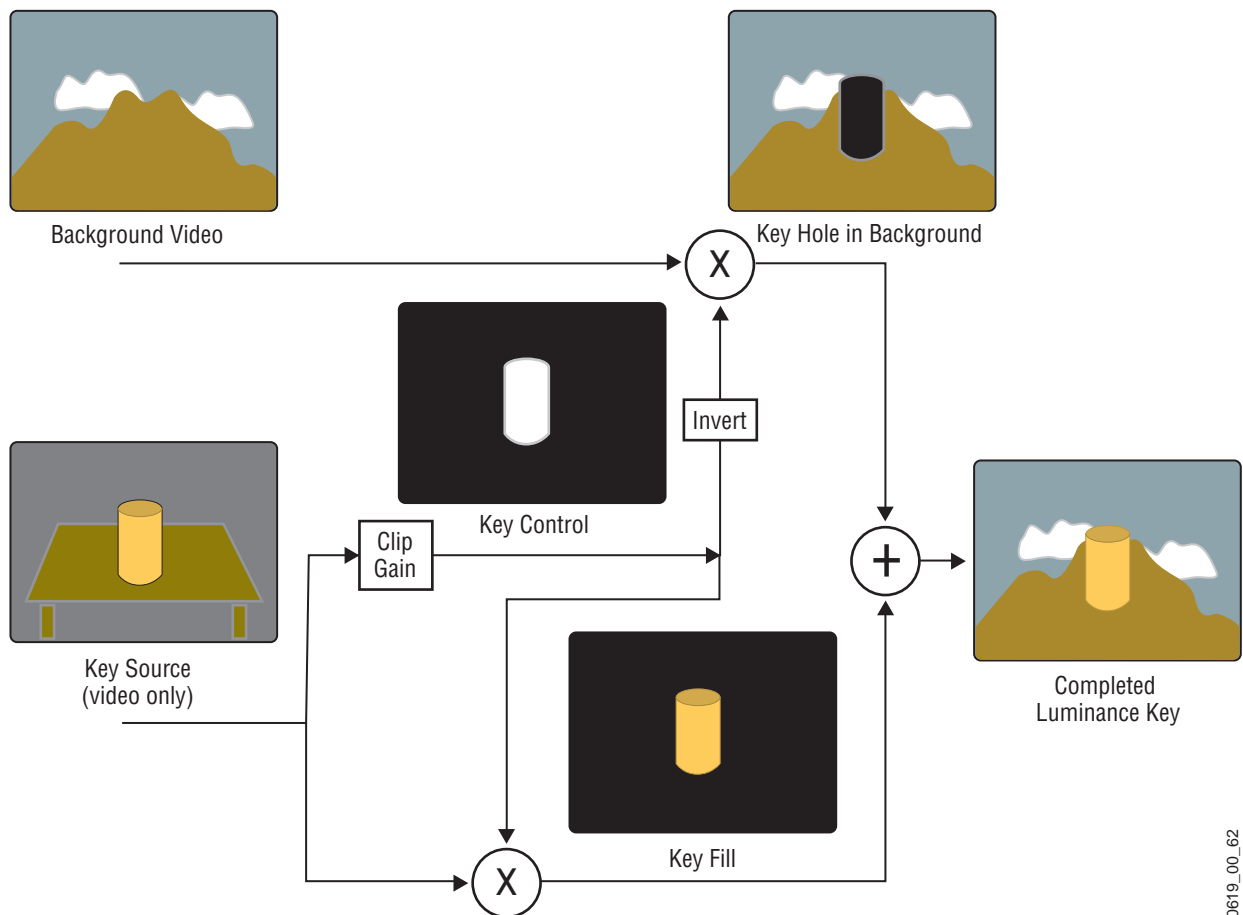 Background Video
Key Hole in Background
X
Invert
Key Control
Clip
Gain
Key Source
(video only)
+
Completed
Luminance Key
Key Fill
X
0619_00_62